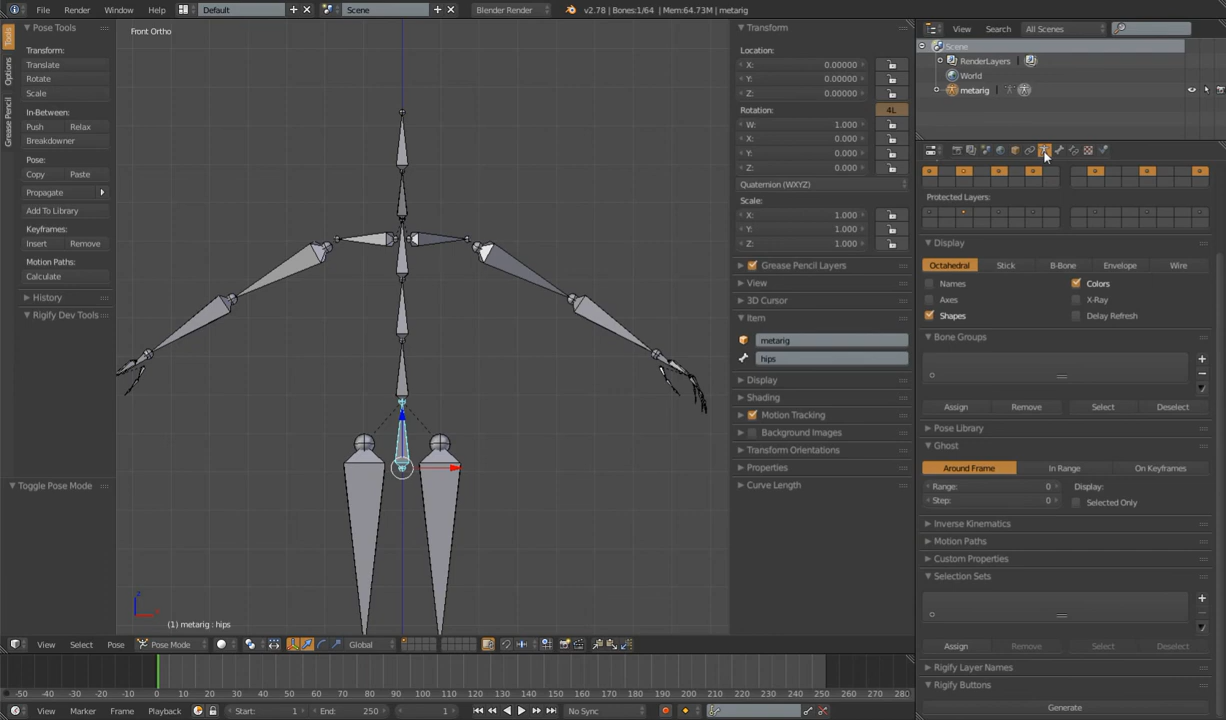 File Render Window Help Default Scene Blender Render v2.78 | Bones:1/64 | Mem:64.73M | metarig
Tools
Options
Grease Pencil
Pose Tools
Transform:
Translate
Rotate
Scale
In-Between:
Push Relax
Breakdowner
Pose:
Copy Paste
Propagate
Add To Library
Keyframes:
Insert Remove
Motion Paths:
Calculate
History
Rigify Dev Tools
Toggle Pose Mode
Front Ortho
(1) metarig : hips
View Select Pose Pose Mode Global
Transform
Location:
X: 0.00000
Y: 0.00000
Z: 0.00000
Rotation: 4L
W: 1.000
X: 0.000
Y: 0.000
Z: 0.000
Quaternion (WXYZ)
Scale:
X: 1.000
Y: 1.000
Z: 1.000
Grease Pencil Layers
View
3D Cursor
Item
metarig
hips
Display
Shading
Motion Tracking
Background Images
Transform Orientations
Properties
Curve Length
View Search All Scenes
Scene
RenderLayers
World
metarig
Protected Layers:
Display
Octahedral Stick B-Bone Envelope Wire
Names Colors
Axes X-Ray
Shapes Delay Refresh
Bone Groups
Assign Remove Select Deselect
Pose Library
Ghost
Around Frame In Range On Keyframes
Range: 0 Display:
Step: 0 Selected Only
Inverse Kinematics
Motion Paths
Custom Properties
Selection Sets
Assign Remove Select Deselect
Rigify Layer Names
Rigify Buttons
Generate
-50 -40 -30 -20 -10 0 10 20 30 40 50 60 70 80 90 100 110 120 130 140 150 160 170 180 190 200 210 220 230 240 250 260 270 280
View Marker Frame Playback Start: 1 End: 250 1 No Sync